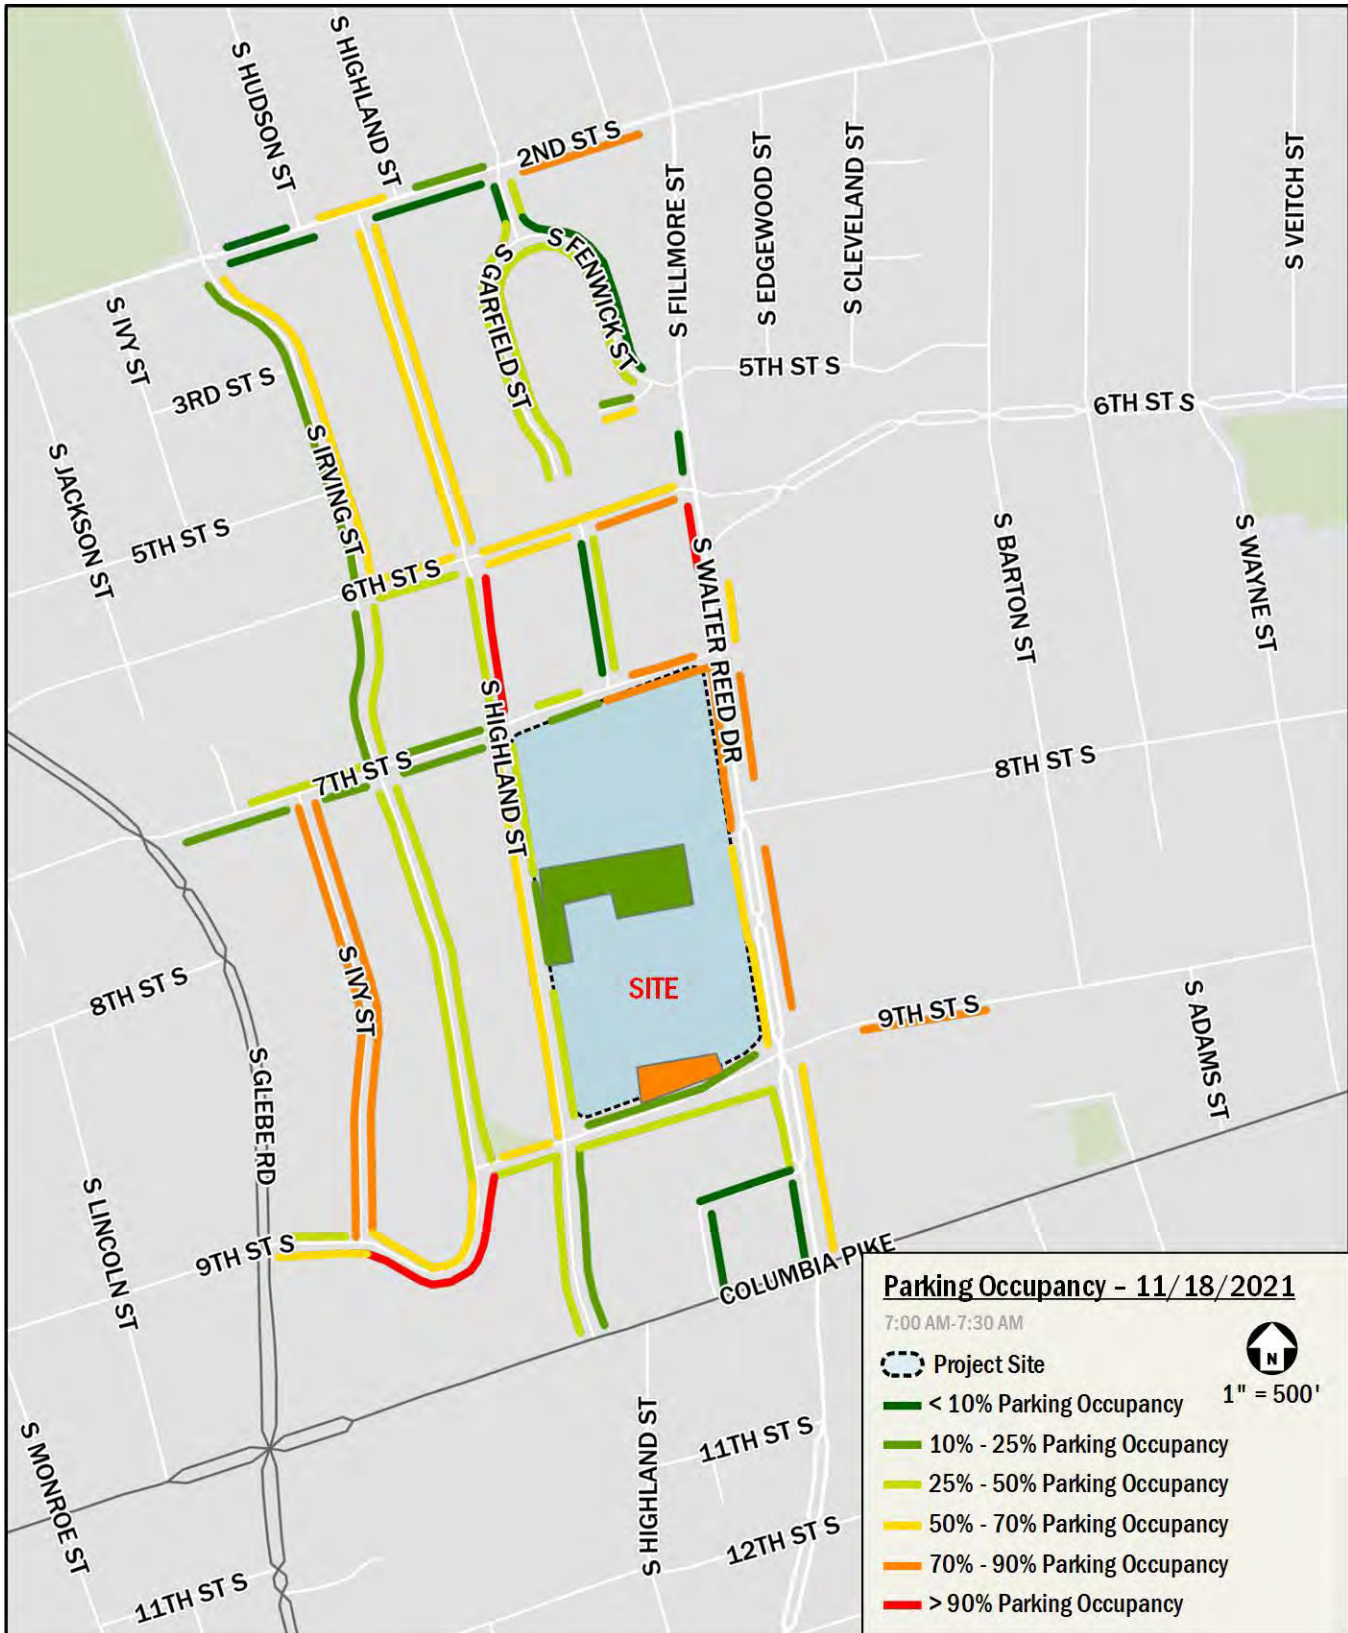 S HUDSON ST
S HIGHLAND ST
2ND ST S
S FILLMORE ST
S EDGEWOOD ST
S CLEVELAND ST
S VEITCH ST
S IVY ST
3RD ST S
S GARFIELD ST
S FENWICK ST
5TH ST S
6TH ST S
S JACKSON ST
S IRVING ST
5TH ST S
6TH ST S
S WALTER REED DR
S BARTON ST
S WAYNE ST
S HIGHLAND ST
7TH ST S
8TH ST S
8TH ST S
S IVY ST
SITE
9TH ST S
S ADAMS ST
S GLEBE RD
S LINCOLN ST
9TH ST S
COLUMBIA PIKE
S MONROE ST
11TH ST S
S HIGHLAND ST
11TH ST S
12TH ST S
Parking Occupancy – 11/18/2021
7:00 AM-7:30 AM
Project Site
N
1" = 500'
< 10% Parking Occupancy
10% - 25% Parking Occupancy
25% - 50% Parking Occupancy
50% - 70% Parking Occupancy
70% - 90% Parking Occupancy
> 90% Parking Occupancy